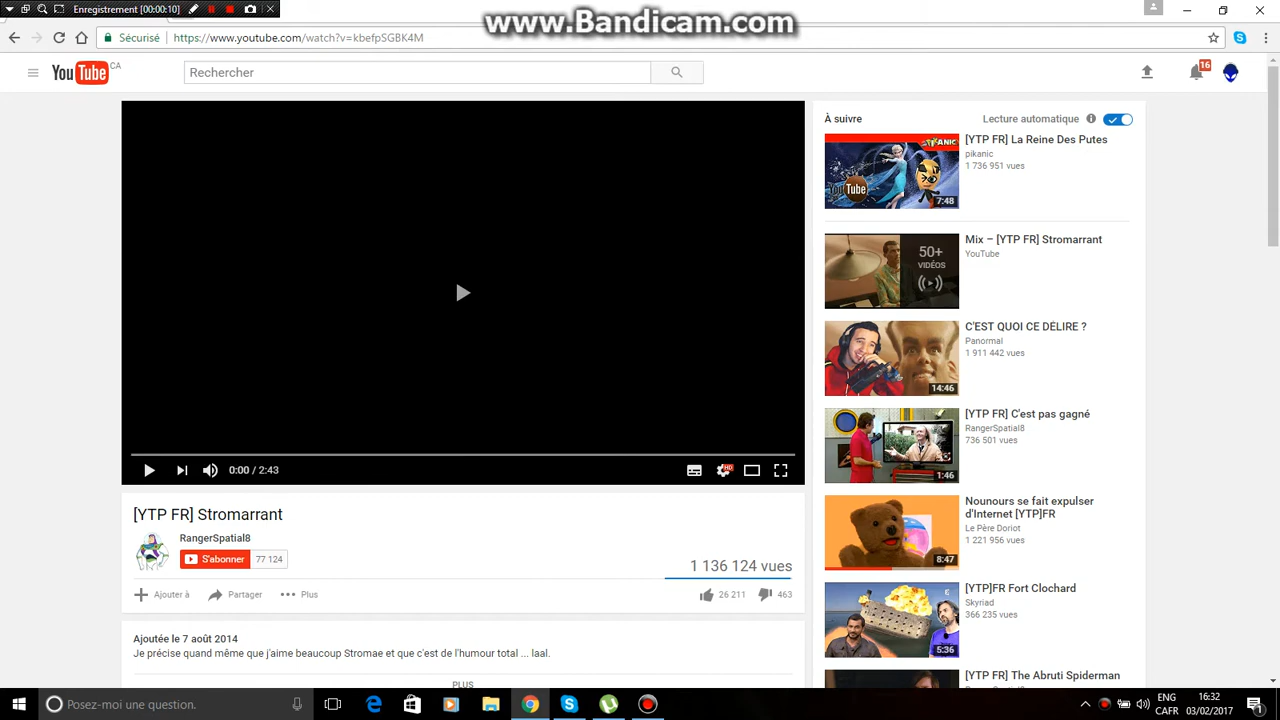 Enregistrement [00:00:10]
www.Bandicam.com
Sécurisé https://www.youtube.com/watch?v=kbefpSGBK4M
YouTube CA
Rechercher
16
À suivre
Lecture automatique
[YTP FR] La Reine Des Putes
pikanic
1 736 951 vues
PIKANIC
YouTube
7:48
Mix – [YTP FR] Stromarrant
YouTube
50+
VIDÉOS
C'EST QUOI CE DÉLIRE ?
Panormal
1 911 442 vues
14:46
[YTP FR] C'est pas gagné
RangerSpatial8
736 501 vues
1:46
0:00 / 2:43
HD
[YTP FR] Stromarrant
RangerSpatial8
S'abonner 77 124
1 136 124 vues
Ajouter à
Partager
Plus
26 211
463
Nounours se fait expulser
d'Internet [YTP]FR
Le Père Doriot
1 221 956 vues
8:47
[YTP]FR Fort Clochard
Skyriad
366 235 vues
5:36
Ajoutée le 7 août 2014
Je précise quand même que j'aime beaucoup Stromae et que c'est de l'humour total ... laal.
PLUS
[YTP FR] The Abruti Spiderman
Posez-moi une question.
ENG
CAFR
16:32
03/02/2017